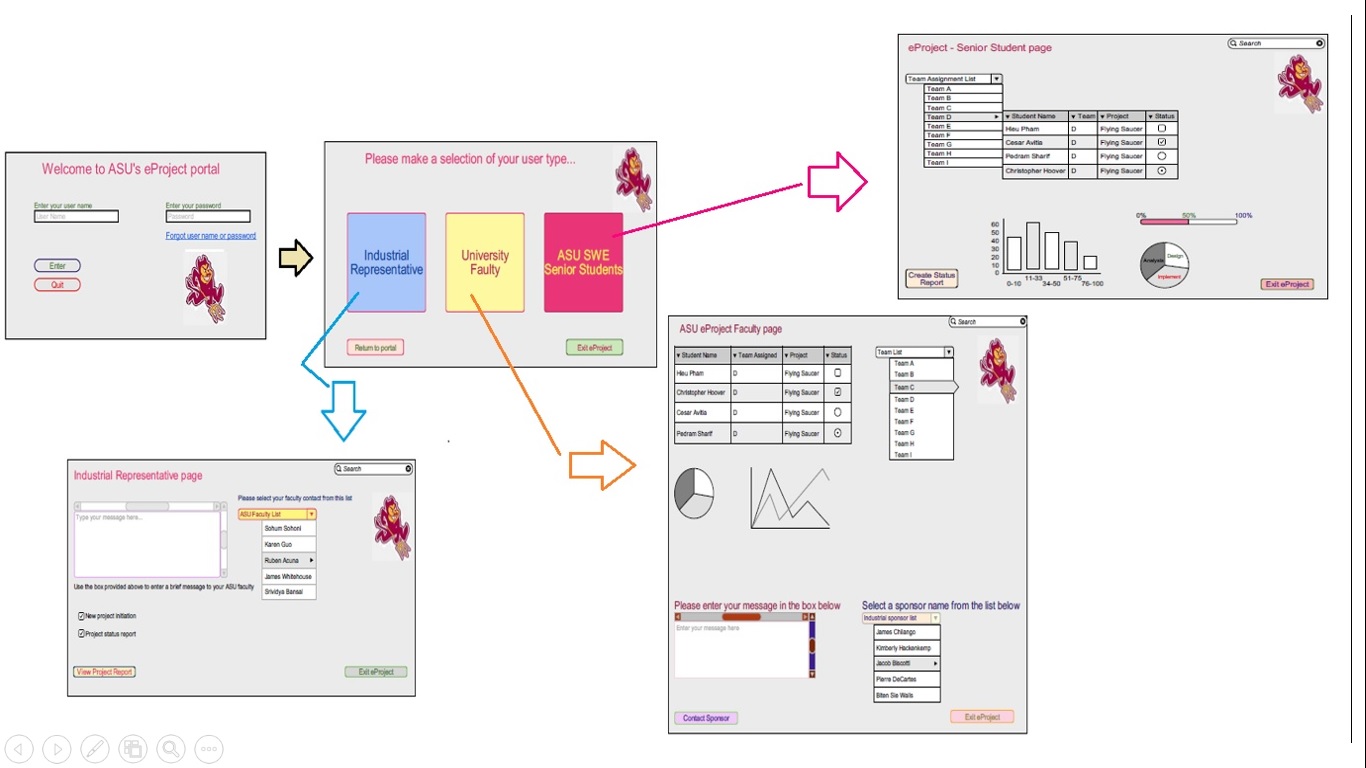 Welcome to ASU's eProject portal
Enter your user name
Enter your password
User Name
Password
Forgot user name or password
Enter
Quit
Please make a selection of your user type...
Industrial
Representative
University
Faulty
ASU SWE
Senior Students
Return to portal
Exit eProject
eProject - Senior Student page
Search
Team Assignment List
Team A
Team B
Team C
Team D
Team E
Team F
Team G
Team H
Team I
Student Name Team Project Status
Hieu Pham D Flying Saucer
Cesar Avitia D Flying Saucer
Pedram Sharif D Flying Saucer
Christopher Hoover D Flying Saucer
60
50
40
30
20
10
0
0-10
11-33
34-50
51-75
76-100
0% 50% 100%
Analysis
Design
Implement
Create Status
Report
Exit eProject
Industrial Representative page
Search
Type your message here...
Please select your faculty contact from this list
ASU Faculty List
Sohum Sohoni
Karen Guo
Ruben Acuna
James Whitehouse
Srividya Bansal
Use the box provided above to enter a brief message to your ASU faculty
New project initiation
Project status report
View Project Report
Exit eProject
ASU eProject Faculty page
Search
Student Name Team Assigned Project Status
Hieu Pham D Flying Saucer
Christopher Hoover D Flying Saucer
Cesar Avitia D Flying Saucer
Pedram Sharif D Flying Saucer
Team List
Team A
Team B
Team C
Team D
Team E
Team F
Team G
Team H
Team I
Please enter your message in the box below
Enter your message here
Select a sponsor name from the list below
Industrial sponsor list
James Chilango
Kimberly Hackenkemp
Jacob Biscotti
Pierre DeCartes
Biten Sie Walls
Contact Sponsor
Exit eProject